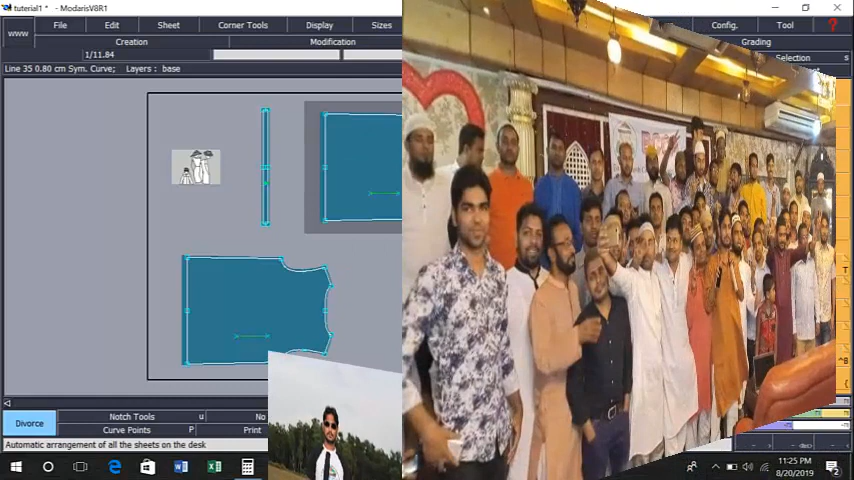 tuterial1 * - ModarisV8R1
www
File Edit Sheet Corner Tools Display Sizes Config. Tool ?
Creation Modification Grading
1/11.84
Selection s
Line 35 0.80 cm Sym. Curve; Layers : base
T
^B
{
Divorce
Notch Tools u No
Curve Points P Print
Automatic arrangement of all the sheets on the desk
11:25 PM
8/20/2019
2